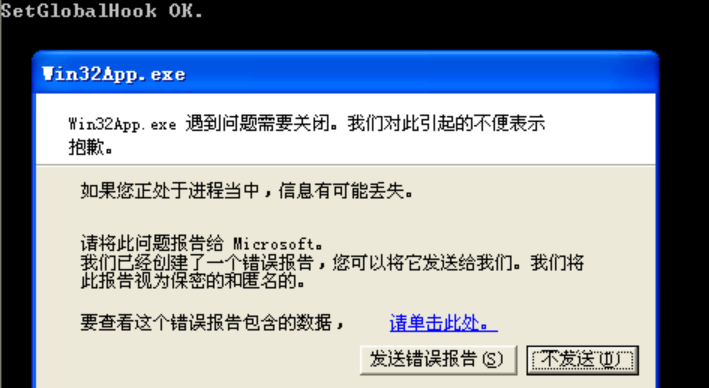 SetGlobalHook OK.
Win32App.exe
Win32App.exe 遇到问题需要关闭。我们对此引起的不便表示
抱歉。
如果您正处于进程当中，信息有可能丢失。
请将此问题报告给 Microsoft。
我们已经创建了一个错误报告，您可以将它发送给我们。我们将
此报告视为保密的和匿名的。
要查看这个错误报告包含的数据， 请单击此处。
发送错误报告(S) 不发送(D)